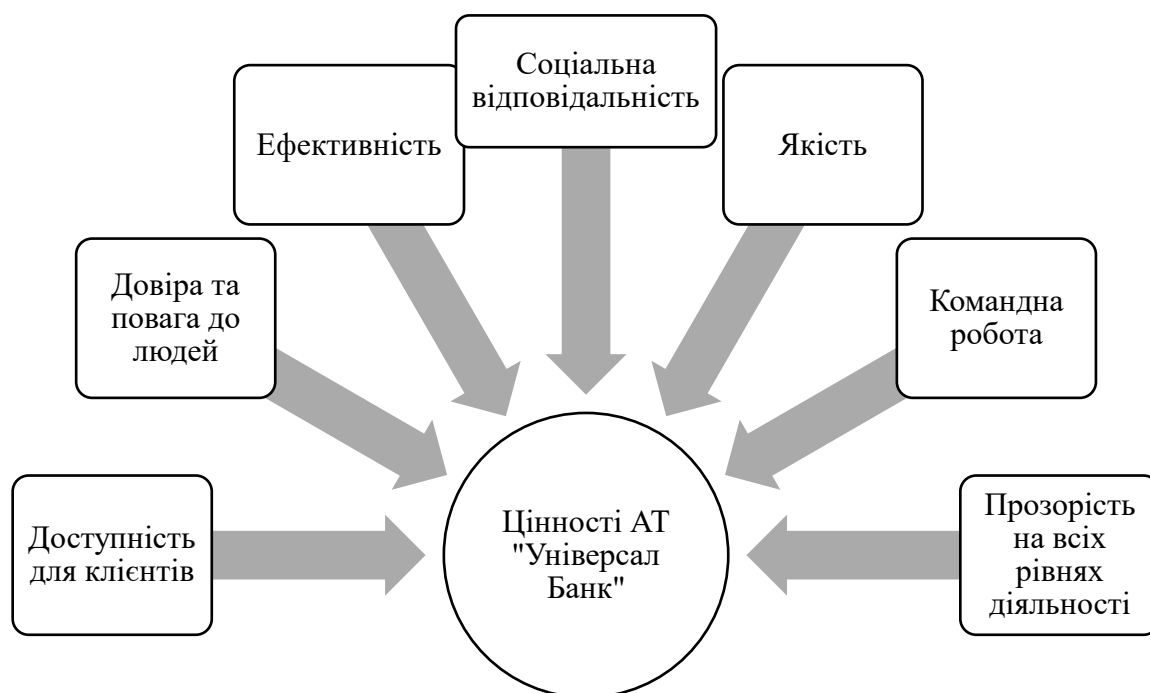 Соціальна
відповідальність
Ефективність
Якість
Довіра та
повага до
людей
Командна
робота
Доступність
для клієнтів
Цінності АТ
"Універсал
Банк"
Прозорість
на всіх
рівнях
діяльності